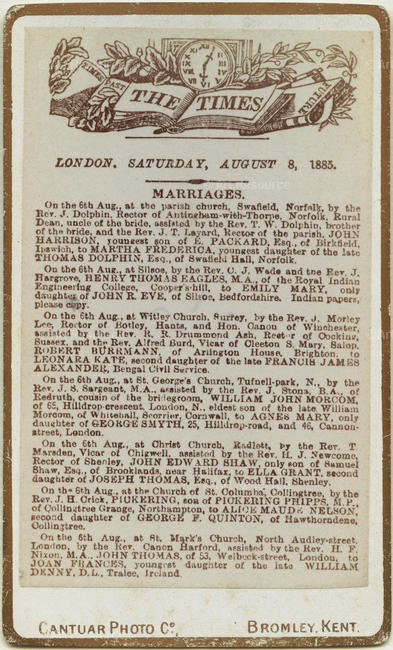 TIMES
PAST
THE TIMES
FUTURE
LONDON, SATURDAY, AUGUST 8, 1885.
MARRIAGES.
On the 6th Aug., at the parish church, Swafield, Norfolk, by the
Rev. J. Dolphin, Rector of Antingham-with-Thorpe, Norfolk, Rural
Dean, uncle of the bride, assisted by the Rev. T. W. Dolphin, brother
of the bride, and the Rev. J. T. Layard, Rector of the parish, JOHN
HARRISON, youngest son of E. PACKARD, Esq., of Birkfield,
Ipswich, to MARTHA FREDERICA, youngest daughter of the late
THOMAS DOLPHIN, Esq., of Swafield Hall, Norfolk.
On the 6th Aug., at Silsoe, by the Rev. C. J. Wade and the Rev. J.
Hargrove, HENRY THOMAS EAGLES, M.A., of the Royal Indian
Engineering College, Cooper's-hill, to EMILY MARY, only
daughter of JOHN R. EVE, of Silsoe, Bedfordshire. Indian papers,
please copy.
On the 6th Aug., at Witley Church, Surrey, by the Rev. J. Morley
Lee, Rector of Botley, Hants, and Hon. Canon of Winchester,
assisted by the Rev. R. R. Drummond Ash, Rector of Cocking,
Sussex, and the Rev. Alfred Burd, Vicar of Cleeton S. Mary, Salop,
ROBERT BURRMANN, of Arlington House, Brighton, to
LEONARA KATE, second daughter of the late FRANCIS JAMES
ALEXANDER, Bengal Civil Service.
On the 6th Aug., at St. George's Church, Tufnell-park, N., by the
Rev. J. S. Sargeant, M.A., assisted by the Rev. J. Stona, B.A., of
Redruth, cousin of the bridegroom, WILLIAM JOHN MORCOM,
of 65, Hilldrop-crescent, London, N., eldest son of the late William
Morcom, of Whitehall, Scorrier, Cornwall, to AGNES MARY, only
daughter of GEORGE SMYTH, 25, Hilldrop-road, and 46, Cannon-
street, London.
On the 6th Aug., at Christ Church, Radlett, by the Rev. T.
Marsden, Vicar of Chigwell, assisted by the Rev. H. J. Newcome,
Rector of Shenley, JOHN EDWARD SHAW, only son of Samuel
Shaw, Esq., of Brooklands, near Halifax, to ELLA GRANT, second
daughter of JOSEPH THOMAS, Esq., of Wood Hall, Shenley.
On the 6th Aug., at the Church of St. Columba, Collingtree, by the
Rev. J. H. Crick, PICKERING, son of PICKERING PHIPPS, M.P.,
of Collingtree Grange, Northampton, to ALICE MAUDE NELSON,
second daughter of GEORGE F. QUINTON, of Hawthorndene,
Collingtree.
On the 6th Aug., at St. Mark's Church, North Audley-street,
London, by the Rev. Canon Harford, assisted by the Rev. H. F.
Nixon, M.A., JOHN THOMAS, of 53, Welbeck-street, London, to
JOAN FRANCES, youngest daughter of the late WILLIAM
DENNY, D.L., Tralee, Ireland.
CANTUAR PHOTO Co., BROMLEY, KENT.